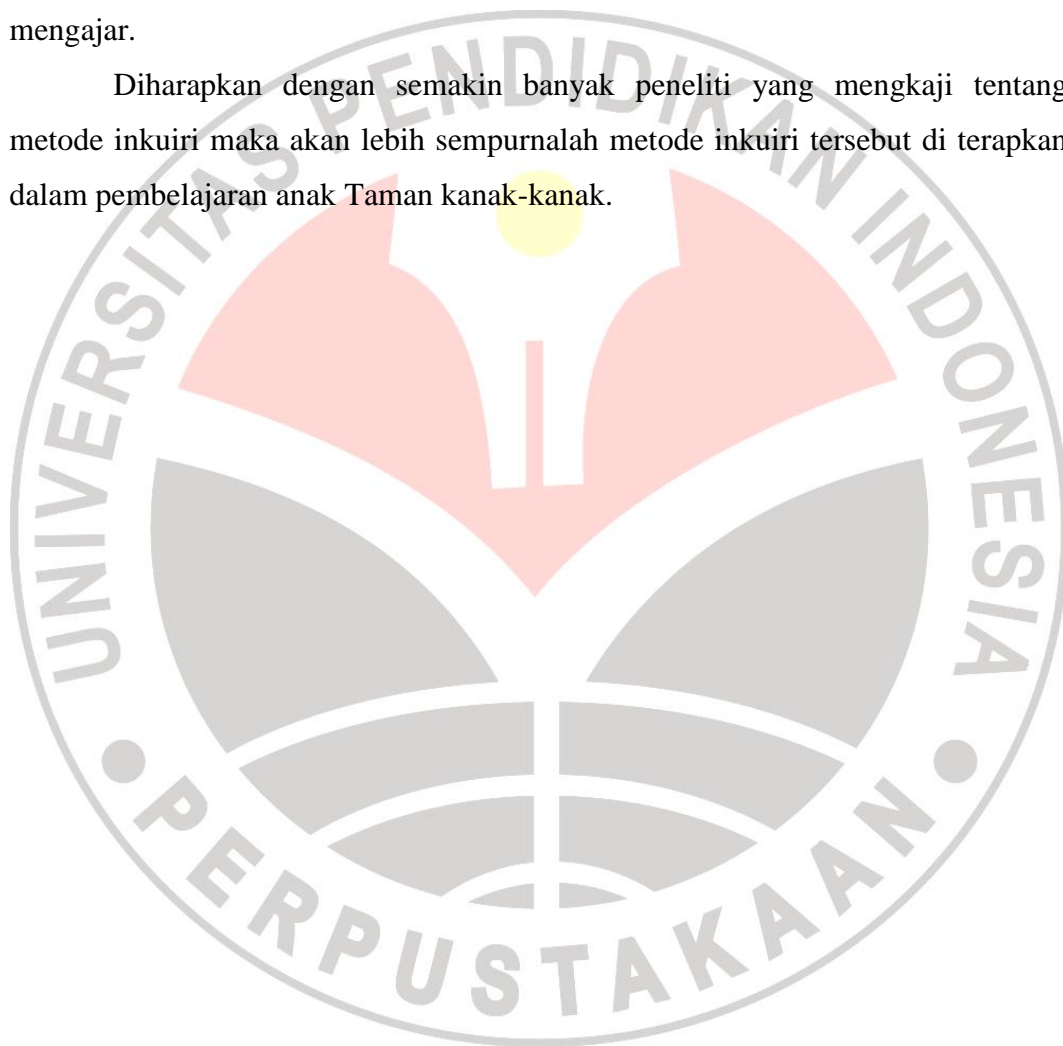 mengajar.
Diharapkan dengan semakin banyak peneliti yang mengkaji tentang
metode inkuiri maka akan lebih sempurnalah metode inkuiri tersebut di terapkan
dalam pembelajaran anak Taman kanak-kanak.
UNIVERSITAS PENDIDIKAN INDONESIA
PERPUSTAKAAN